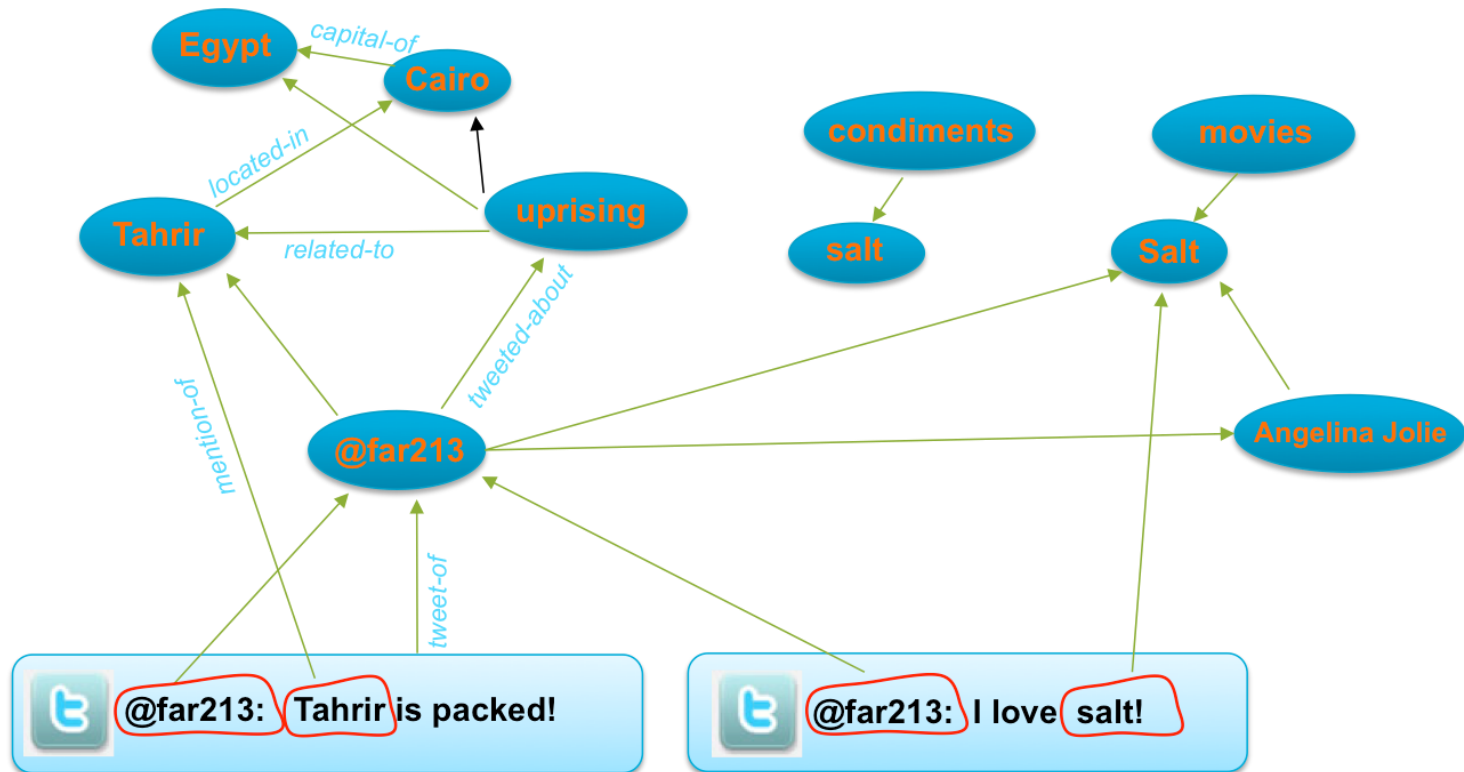 Egypt
capital-of
Cairo
condiments
movies
located-in
Tahrir
uprising
related-to
salt
Salt
tweeted-about
mention-of
@far213
Angelina Jolie
tweet-of
@far213: Tahrir is packed!
@far213: I love salt!